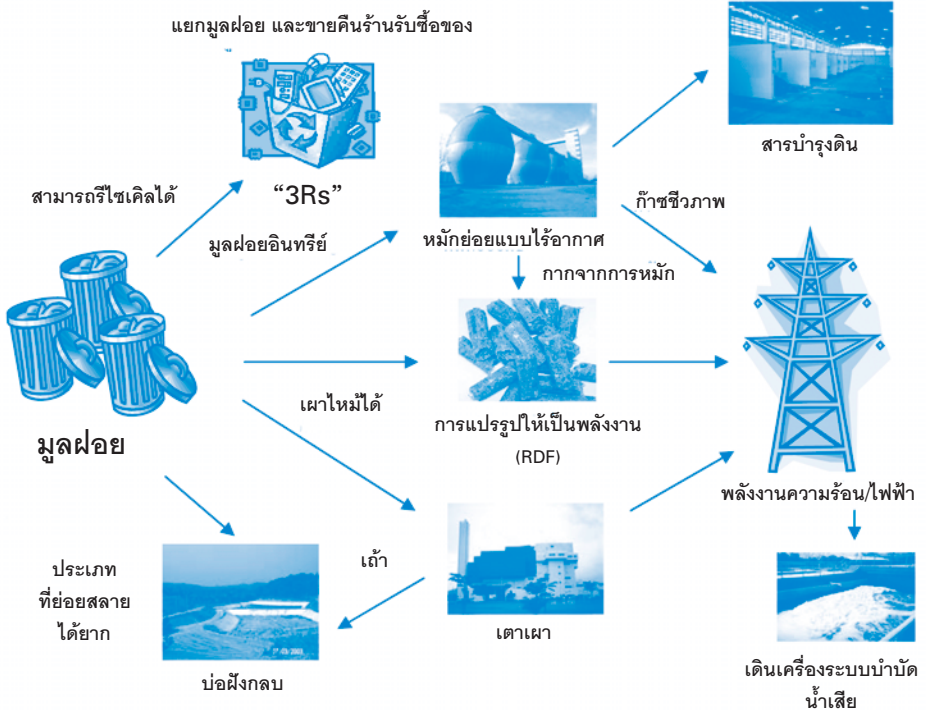 แยกมูลฝอย และขายคืนร้านรับซื้อของ
สารบำรุงดิน
สามารถรีไซเคิลได้
“3Rs”
ก๊าซชีวภาพ
มูลฝอยอินทรีย์
หมักย่อยแบบไร้อากาศ
กากจากการหมัก
เผาไหม้ได้
การแปรรูปให้เป็นพลังงาน
(RDF)
มูลฝอย
พลังงานความร้อน/ไฟฟ้า
ประเภท
ที่ย่อยสลาย
ได้ยาก
เถ้า
เตาเผา
บ่อฝังกลบ
เดินเครื่องระบบบำบัด
น้ำเสีย